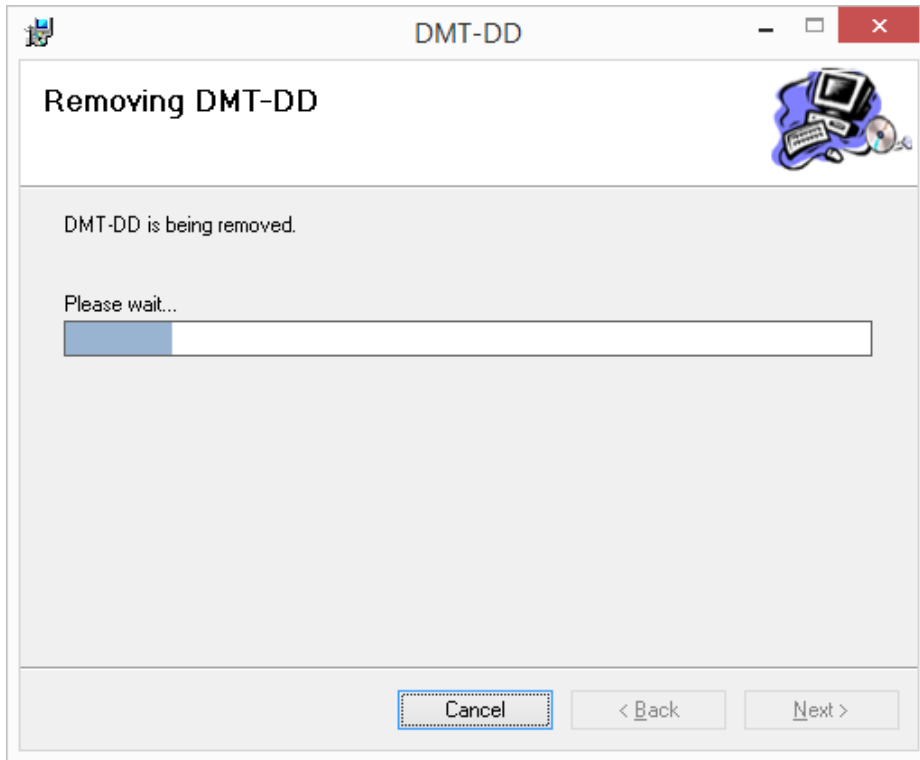 DMT-DD
Removing DMT-DD
DMT-DD is being removed.
Please wait...
Cancel
< Back
Next >